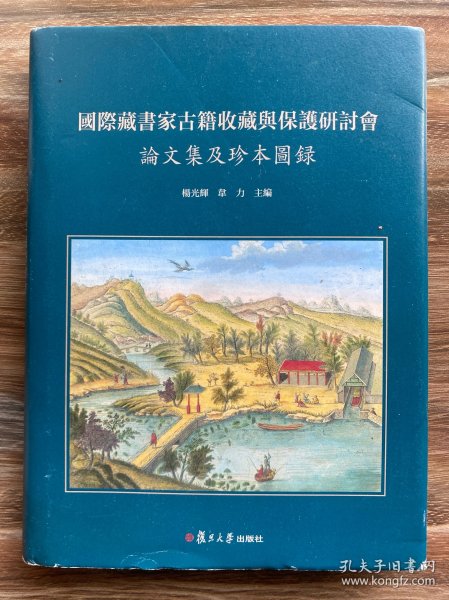 國際藏書家古籍收藏與保護研討會
論文集及珍本圖録
楊光輝 韋力 主編
復旦大學出版社
孔夫子旧书网
www.kongfz.com